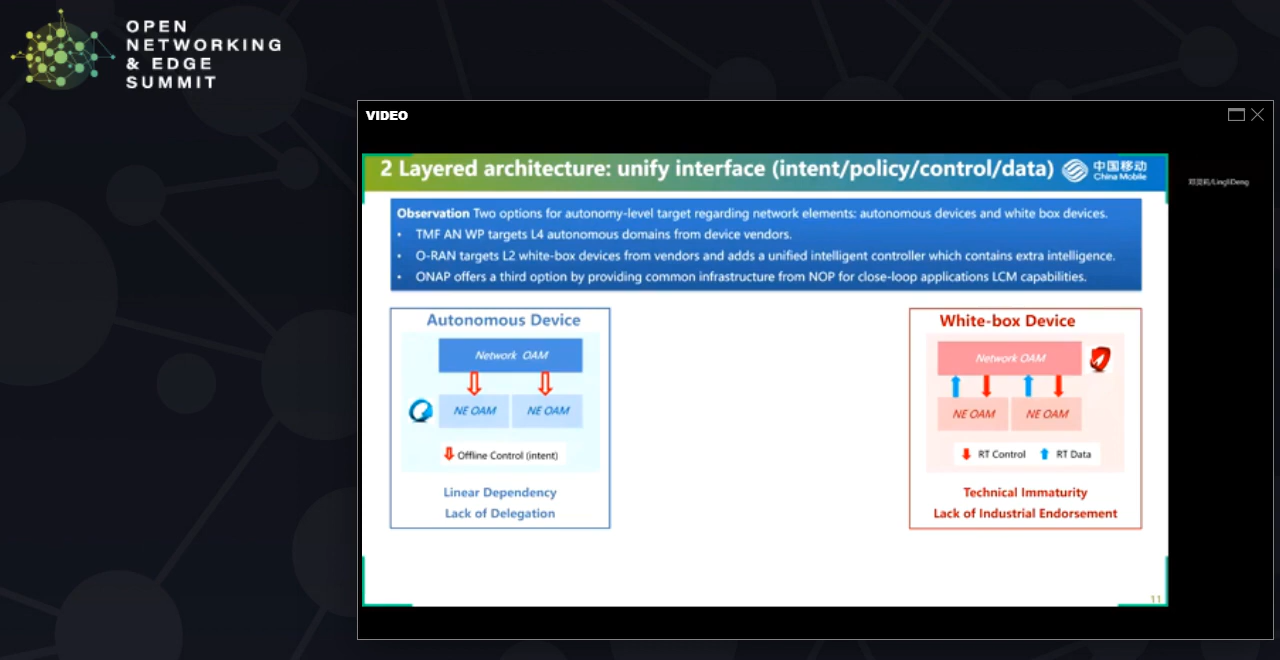 OPEN
NETWORKING
& EDGE
SUMMIT
VIDEO
2 Layered architecture: unify interface (intent/policy/control/data)
中国移动
China Mobile
/LingliDeng
Observation Two options for autonomy-level target regarding network elements: autonomous devices and white box devices.
• TMF AN WP targets L4 autonomous domains from device vendors.
• O-RAN targets L2 white-box devices from vendors and adds a unified intelligent controller which contains extra intelligence.
• ONAP offers a third option by providing common infrastructure from NOP for close-loop applications LCM capabilities.
Autonomous Device
Network OAM
NE OAM NE OAM
Offline Control (intent)
Linear Dependency
Lack of Delegation
White-box Device
Network OAM
NE OAM NE OAM
RT Control RT Data
Technical Immaturity
Lack of Industrial Endorsement
11